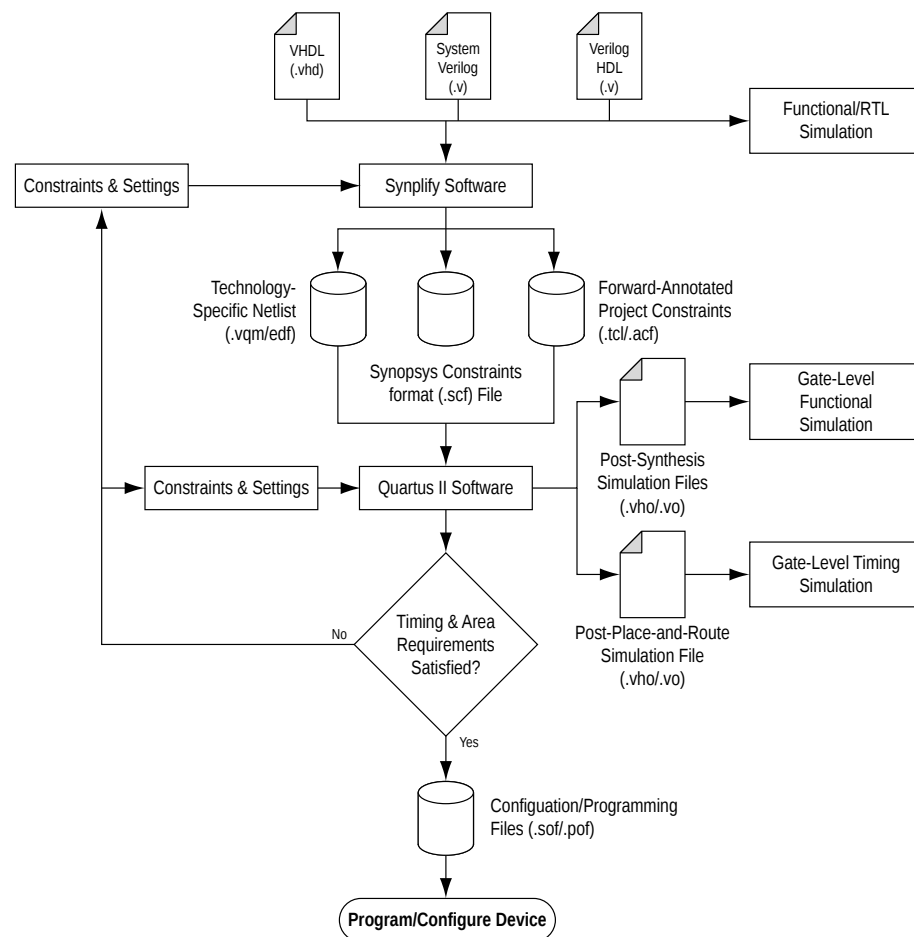 VHDL
(.vhd)
System
Verilog
(.v)
Verilog
HDL
(.v)
Functional/RTL
Simulation
Constraints & Settings
Synplify Software
Technology-
Specific Netlist
(.vqm/edf)
Forward-Annotated
Project Constraints
(.tcl/.acf)
Synopsys Constraints
format (.scf) File
Gate-Level
Functional
Simulation
Post-Synthesis
Simulation Files
(.vho/.vo)
Constraints & Settings
Quartus II Software
Gate-Level Timing
Simulation
Post-Place-and-Route
Simulation File
(.vho/.vo)
No
Timing & Area
Requirements
Satisfied?
Yes
Configuation/Programming
Files (.sof/.pof)
Program/Configure Device